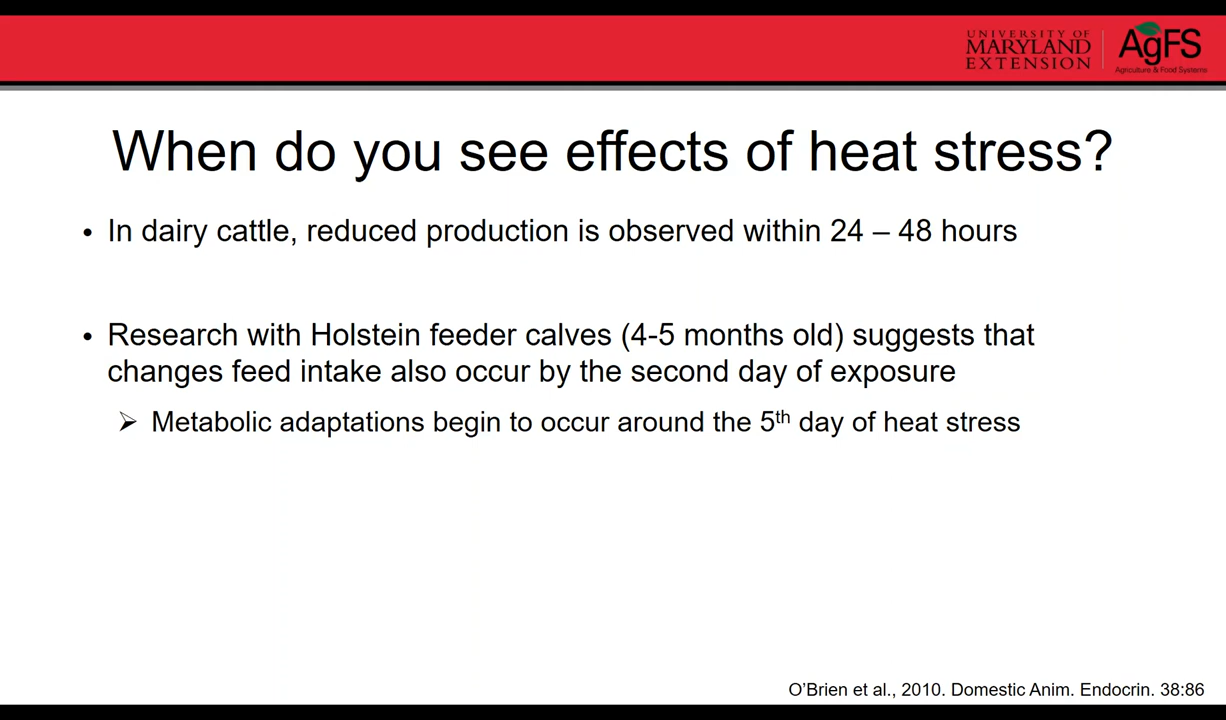 UNIVERSITY OF
MARYLAND
EXTENSION
AgFS
Agriculture & Food Systems
When do you see effects of heat stress?
• In dairy cattle, reduced production is observed within 24 – 48 hours
• Research with Holstein feeder calves (4-5 months old) suggests that
changes feed intake also occur by the second day of exposure
➢ Metabolic adaptations begin to occur around the 5th day of heat stress
O’Brien et al., 2010. Domestic Anim. Endocrin. 38:86